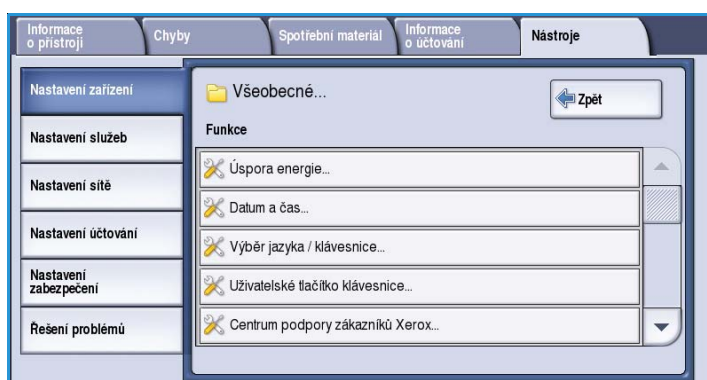 Informace
o přístroji
Chyby
Spotřební materiál
Informace
o účtování
Nástroje
Nastavení zařízení
Nastavení služeb
Nastavení sítě
Nastavení účtování
Nastavení
zabezpečení
Řešení problémů
Všeobecné...
Zpět
Funkce
Úspora energie...
Datum a čas...
Výběr jazyka / klávesnice...
Uživatelské tlačítko klávesnice...
Centrum podpory zákazníků Xerox...